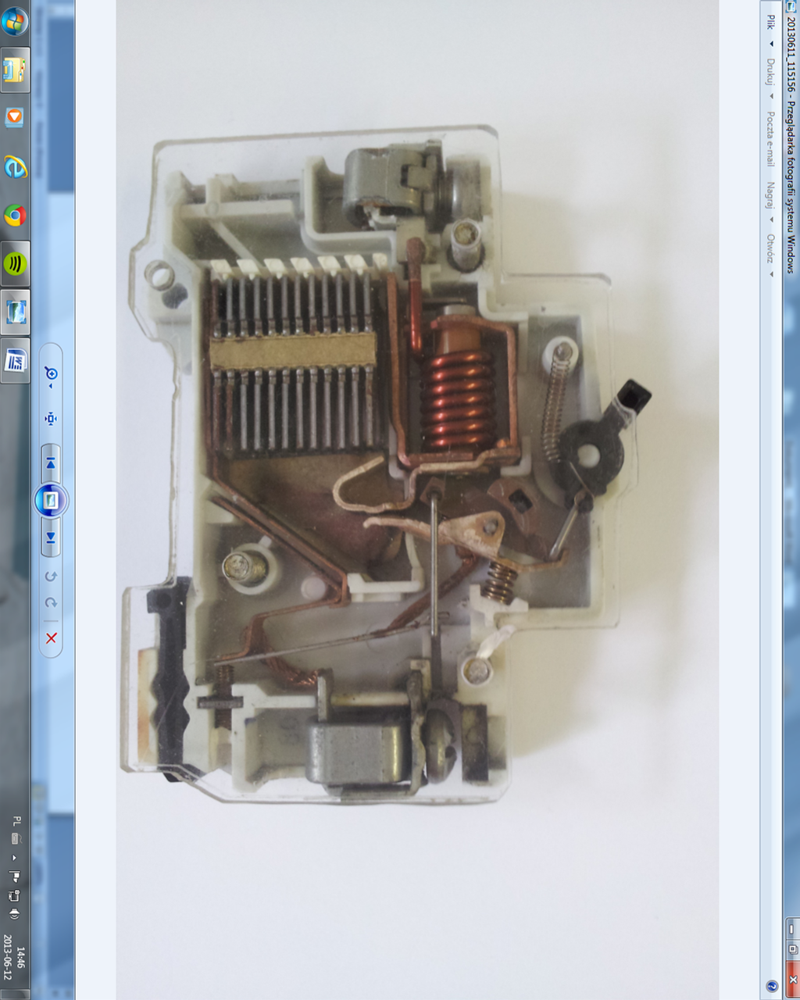 20130611_115156 - Przeglądarka fotografii systemu Windows
Plik Drukuj Poczta e-mail Nagraj Otwórz
PL
14:46
2013-06-12